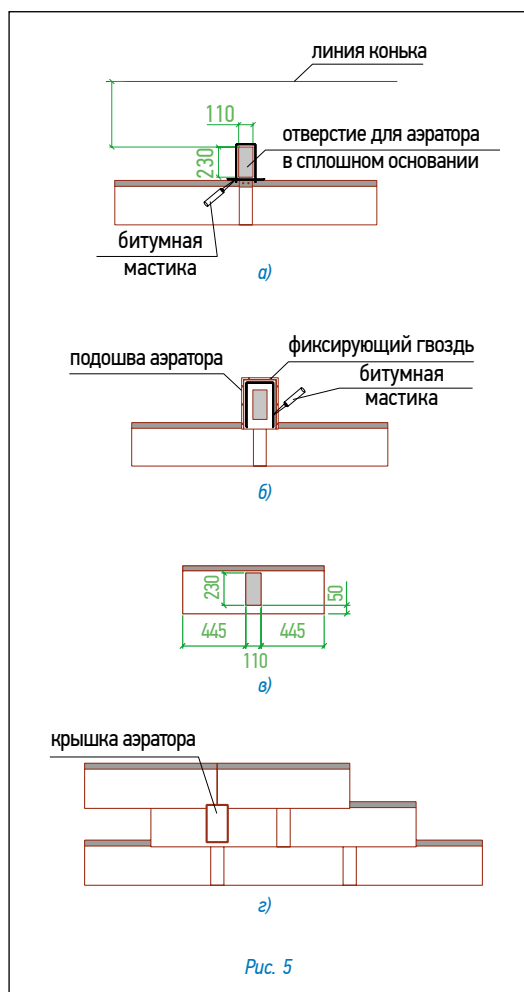 линия конька
110
отверстие для аэратора
в сплошном основании
230
битумная
мастика
а)
фиксирующий гвоздь
подошва аэратора
битумная
мастика
б)
230
50
445
445
110
в)
крышка аэратора
г)
Рис. 5